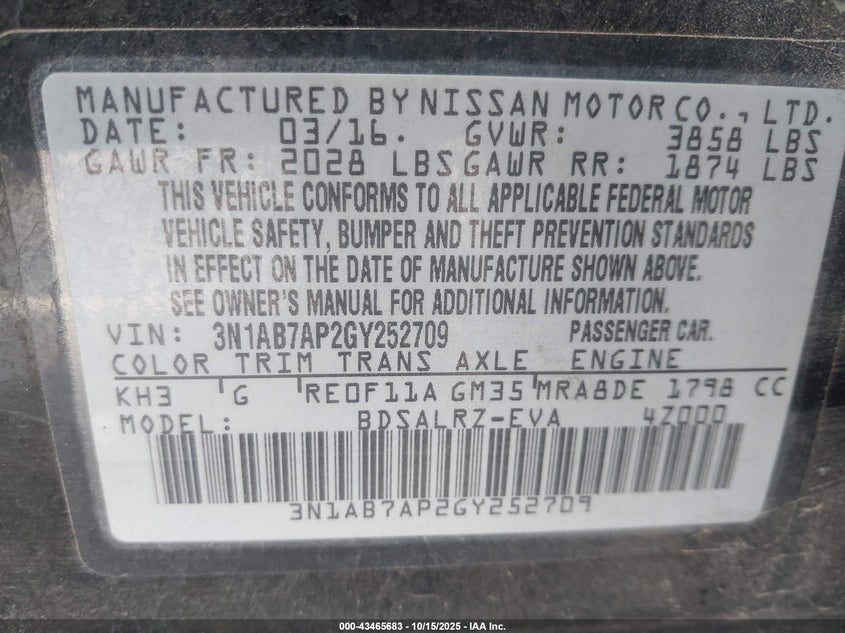 MANUFACTURED BY NISSAN MOTOR CO., LTD.
DATE: 03/16. GVWR: 3858 LBS
GAWR FR: 2028 LBS GAWR RR: 1874 LBS
THIS VEHICLE CONFORMS TO ALL APPLICABLE FEDERAL MOTOR
VEHICLE SAFETY, BUMPER AND THEFT PREVENTION STANDARDS
IN EFFECT ON THE DATE OF MANUFACTURE SHOWN ABOVE.
SEE OWNER'S MANUAL FOR ADDITIONAL INFORMATION.
VIN: 3N1AB7AP2GY252709 PASSENGER CAR.
COLOR TRIM TRANS AXLE ENGINE
KH3 G RE0F11A GM35 MRA8DE 1798 CC
MODEL: BDSALRZ-EVA 4Z000
3N1AB7AP2GY252709
000-43465683 | 10/15/2025 | IAA Inc.